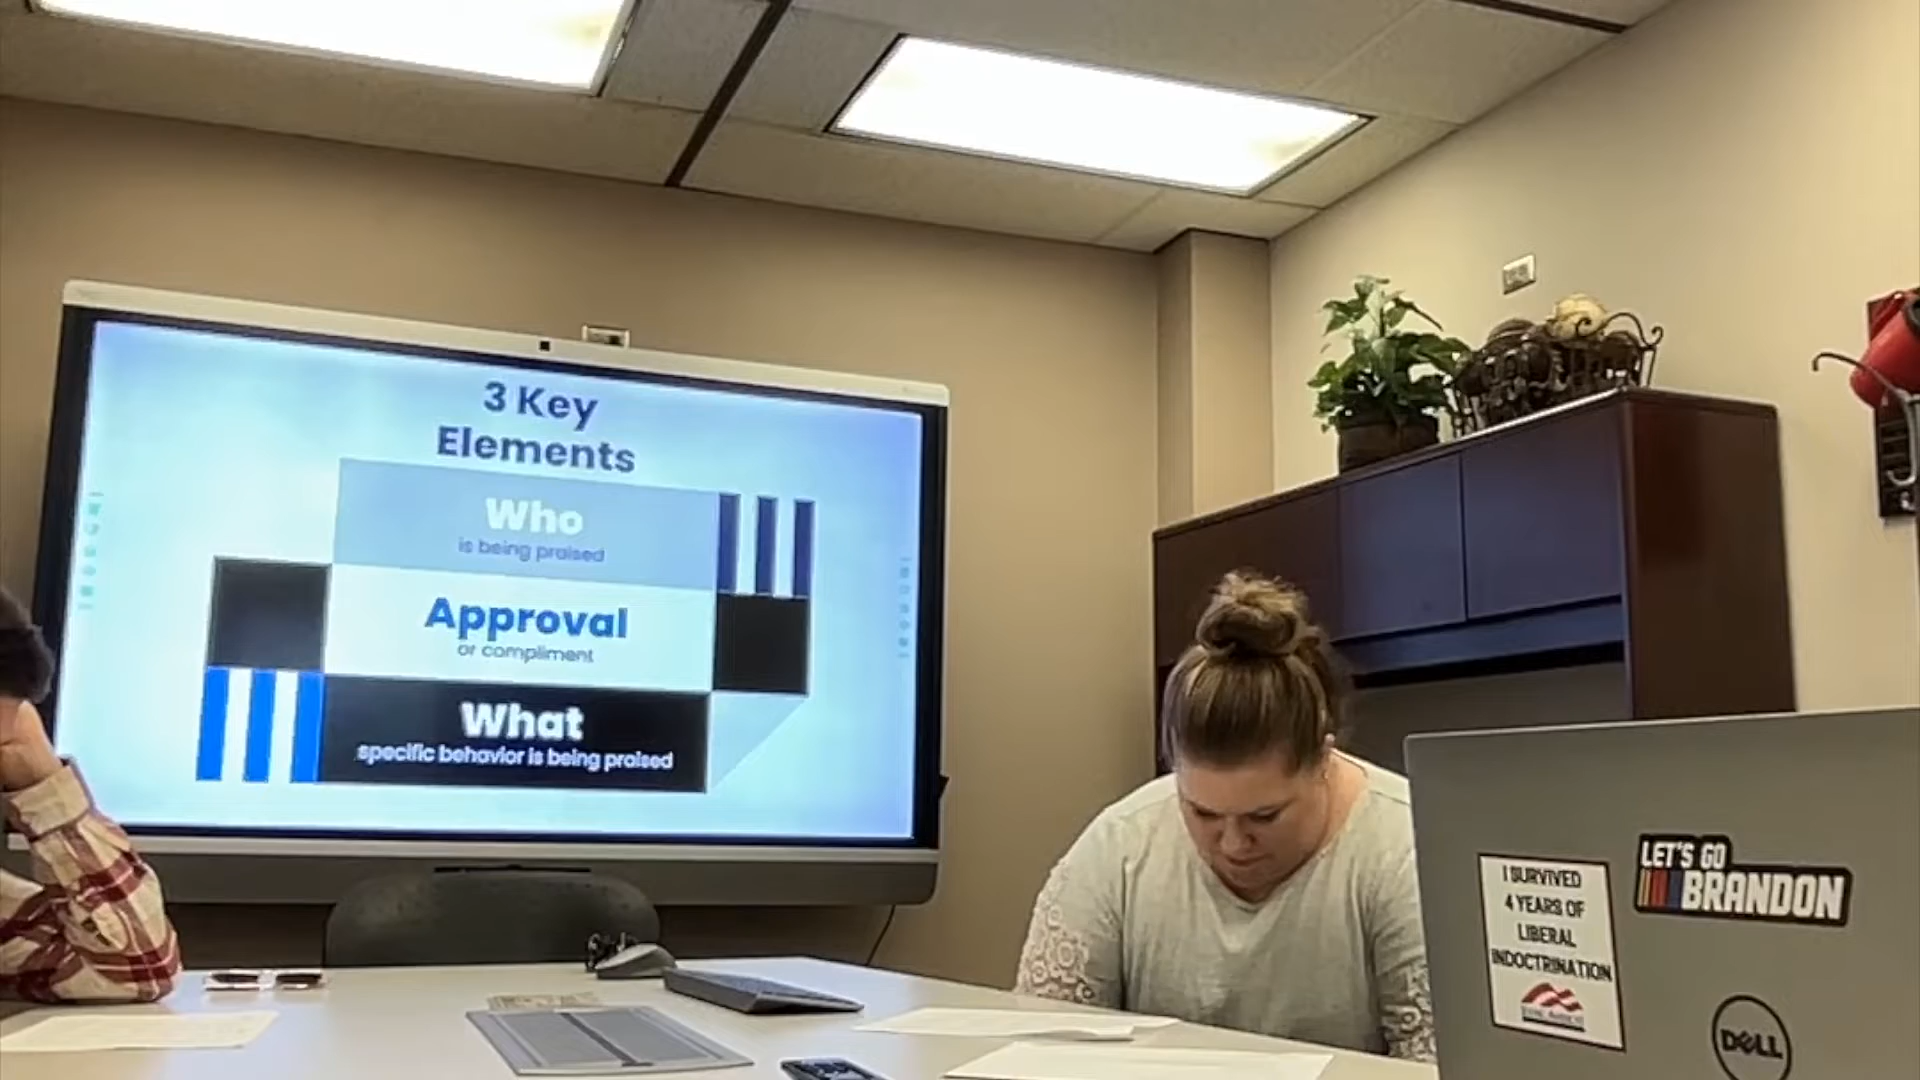 3 Key
Elements
Who
is being praised
Approval
or compliment
What
specific behavior is being praised
I SURVIVED
4 YEARS OF
LIBERAL
INDOCTRINATION
LET'S GO
BRANDON
DELL